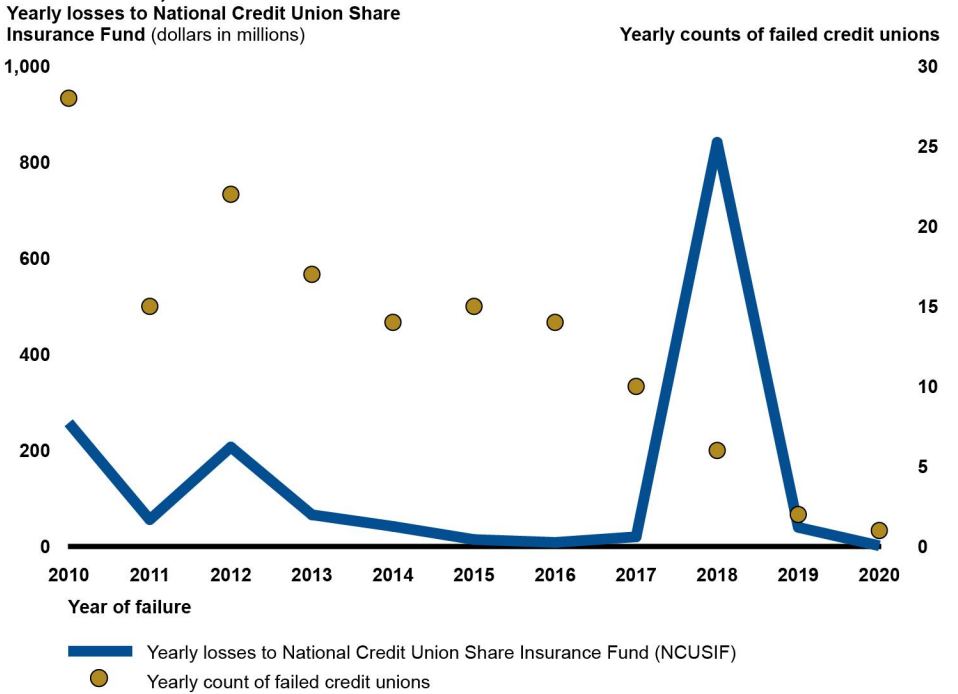 Yearly losses to National Credit Union Share
Insurance Fund (dollars in millions)
Yearly counts of failed credit unions
1,000
30
800
25
600
20
400
15
200
10
0
5
0
2010 2011 2012 2013 2014 2015 2016 2017 2018 2019 2020
Year of failure
Yearly losses to National Credit Union Share Insurance Fund (NCUSIF)
Yearly count of failed credit unions